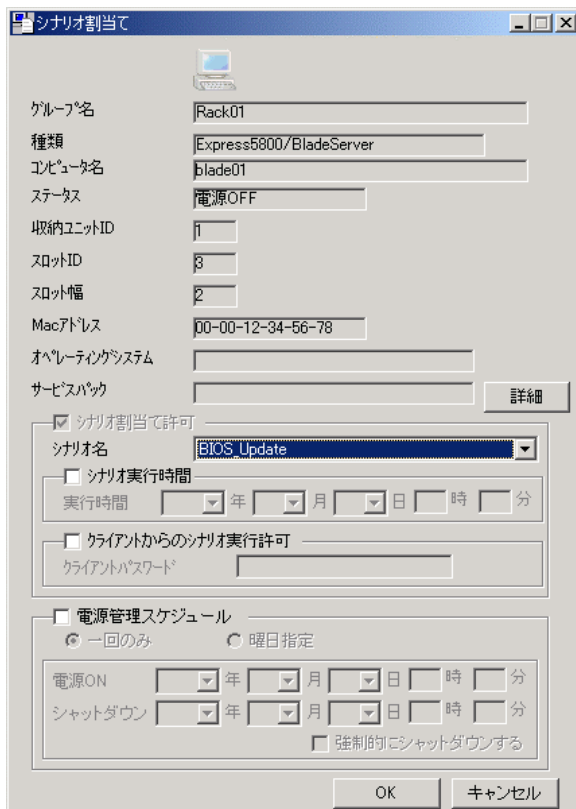 シナリオ割当て
グループ名 Rack01
種類 Express5800/BladeServer
コンピュータ名 blade01
ステータス 電源OFF
収納ユニットID 1
スロットID 3
スロット幅 2
Macアドレス 00-00-12-34-56-78
オペレーティングシステム
サービスパック 詳細
シナリオ割当て許可
シナリオ名 BIOS_Update
シナリオ実行時間
実行時間 年 月 日 時 分
クライアントからのシナリオ実行許可
クライアントパスワード
電源管理スケジュール
一回のみ 曜日指定
電源ON 年 月 日 時 分
シャットダウン 年 月 日 時 分
強制的にシャットダウンする
OK キャンセル